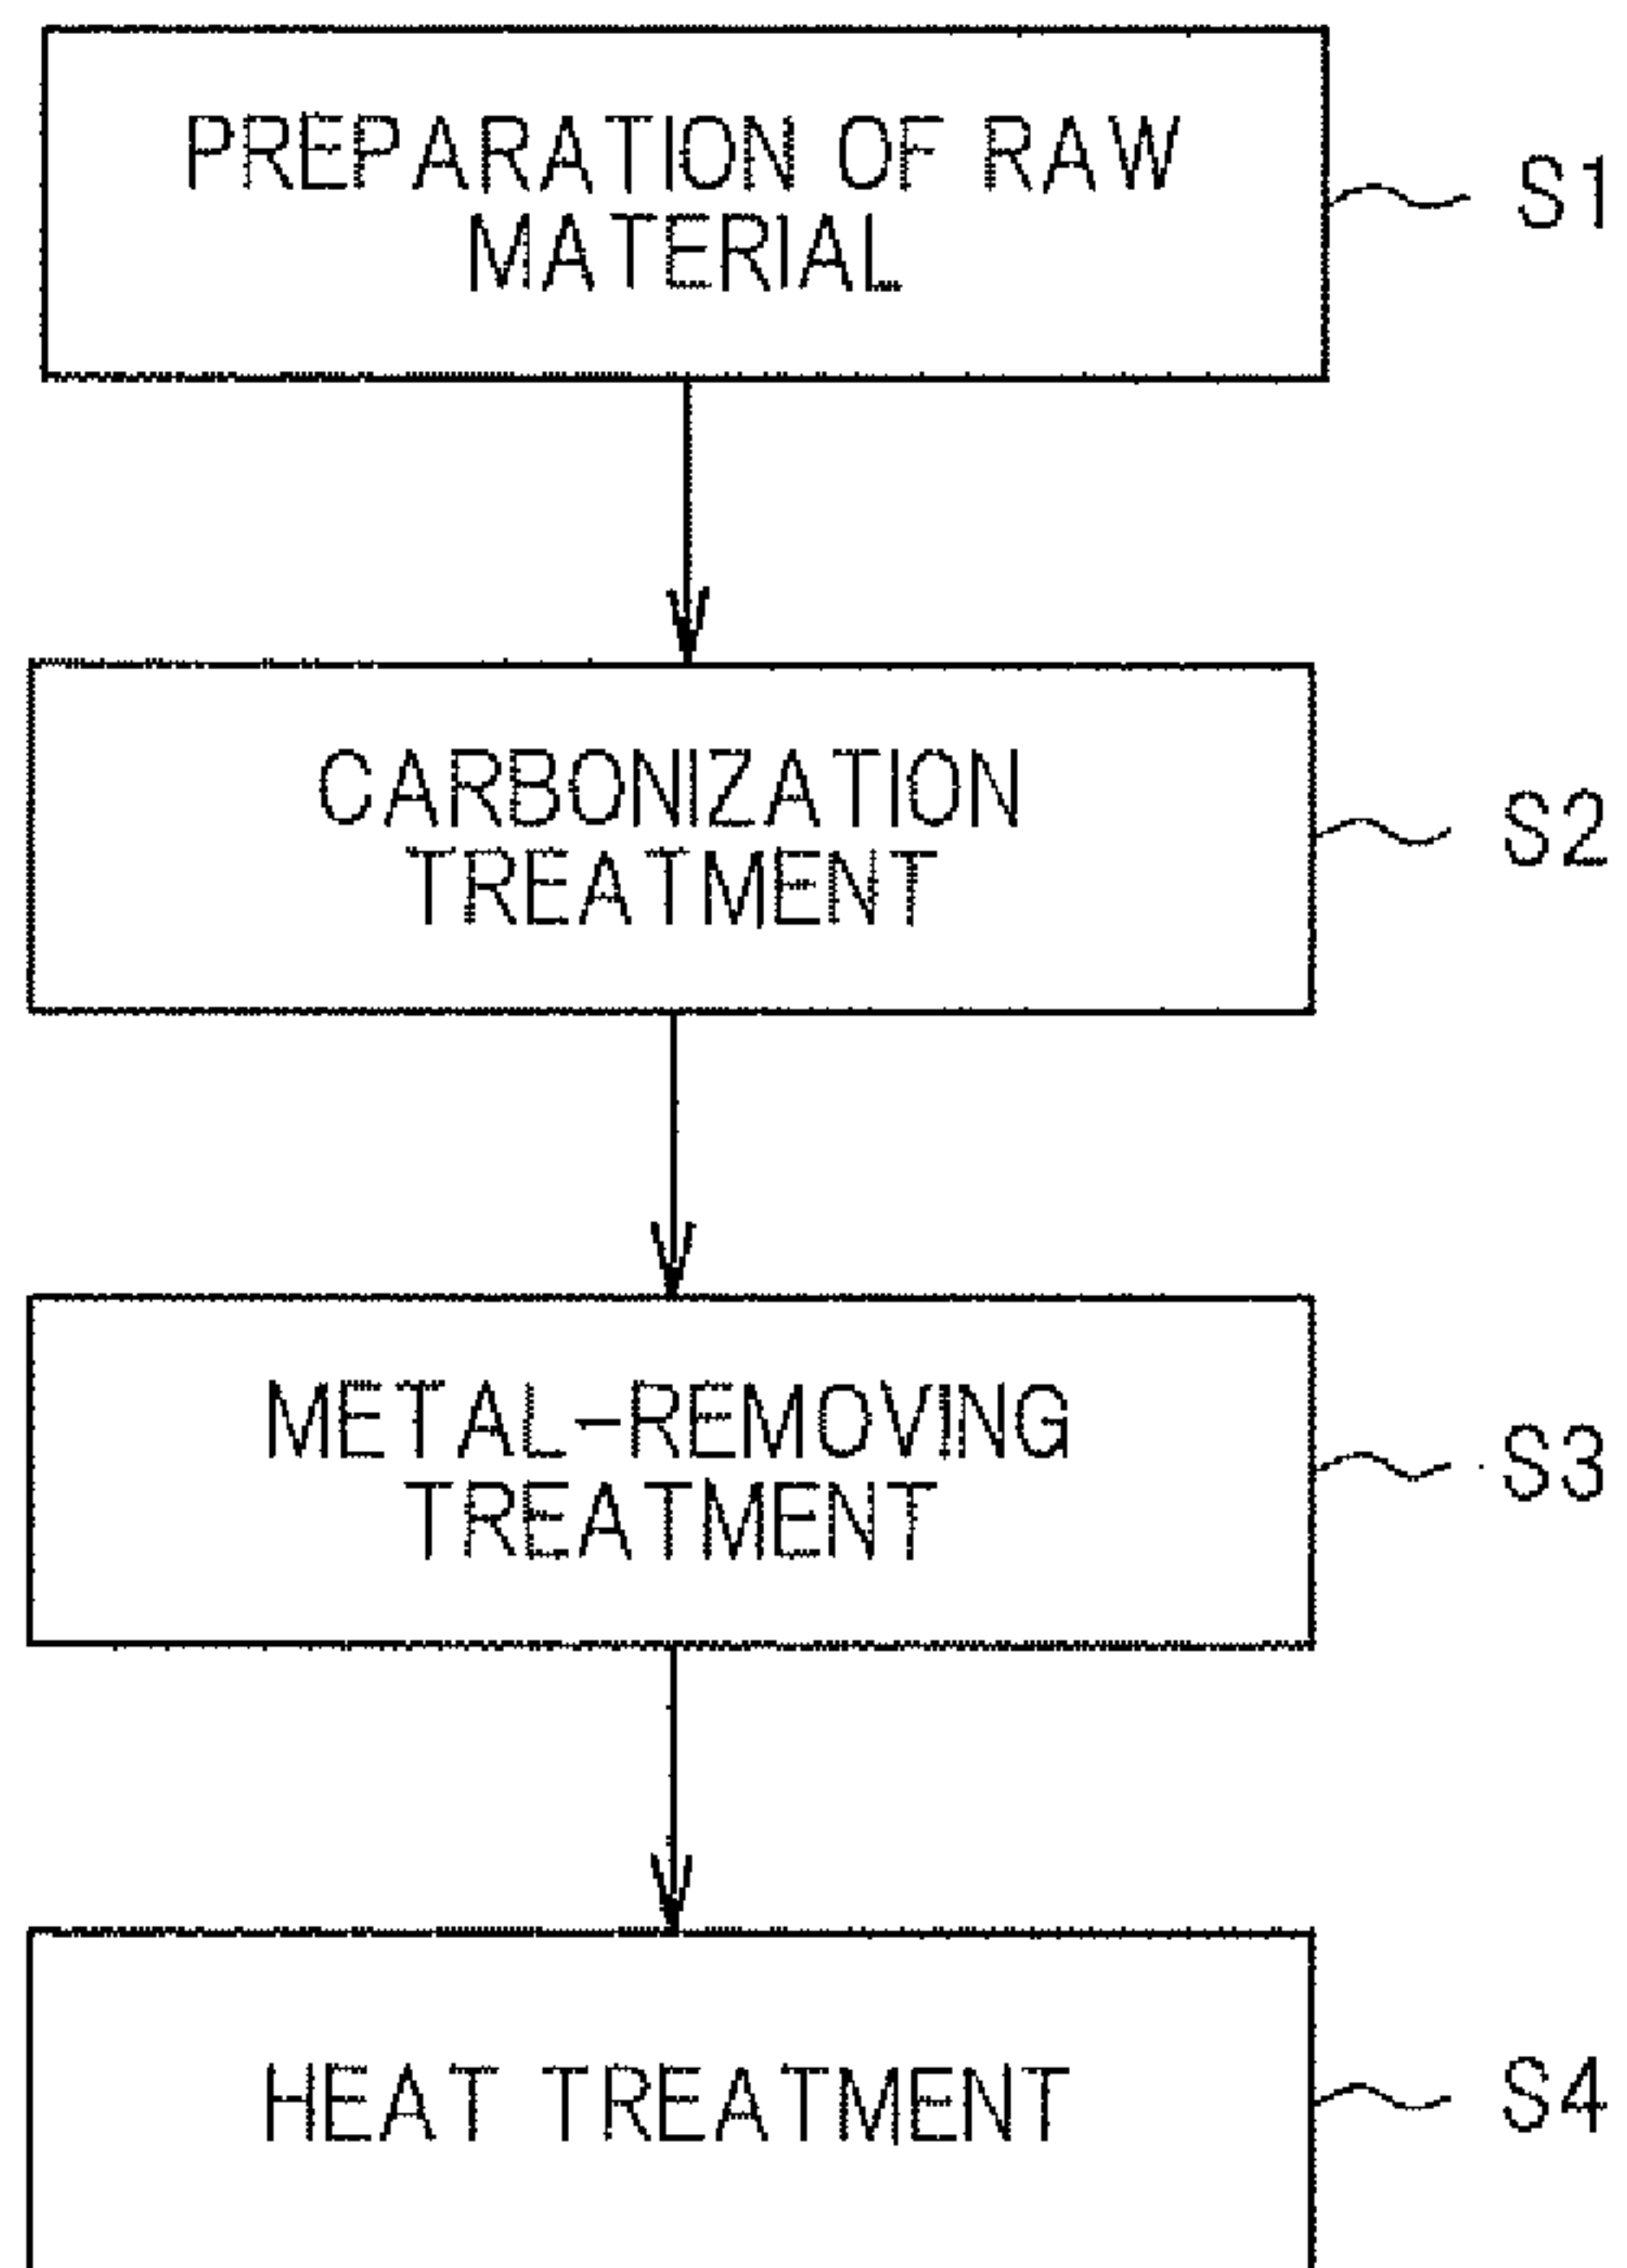 PREPARATION OF RAW
MATERIAL
S1
CARBONIZATION
TREATMENT
S2
METAL-REMOVING
TREATMENT
S3
HEAT TREATMENT
S4